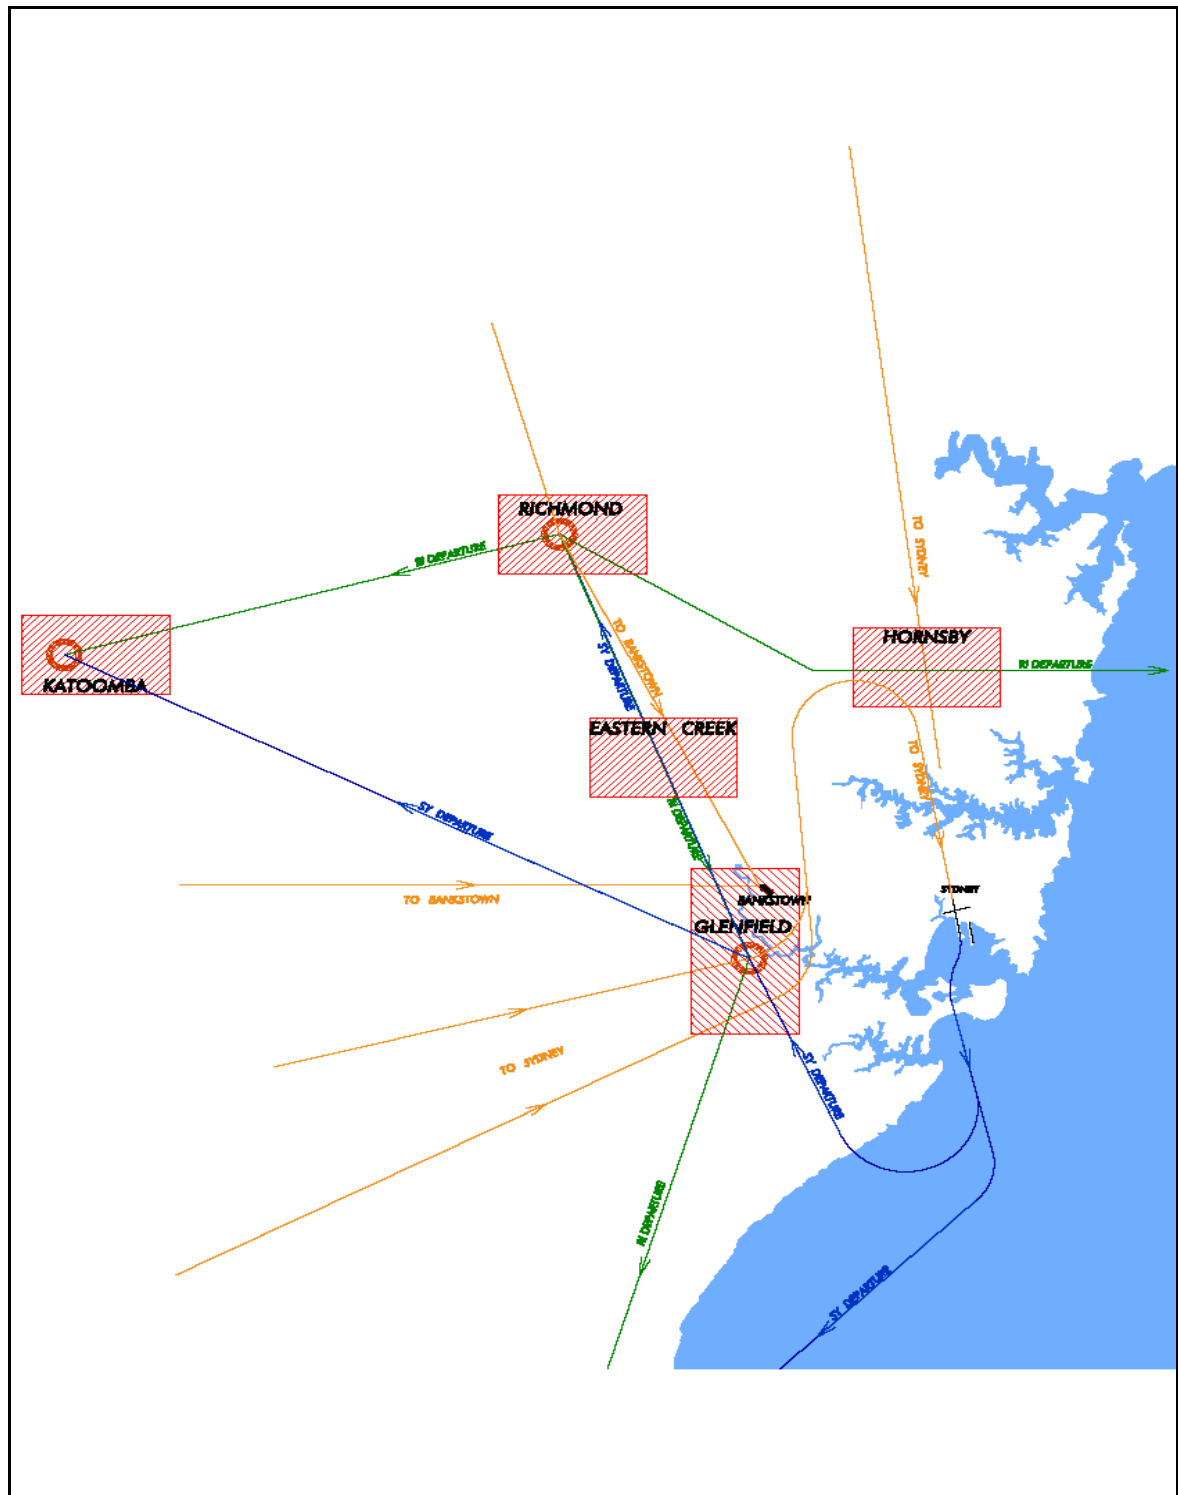 TO SYDNEY
RICHMOND
RI DEPARTURE
HORNSBY
TO BANKSTOWN
SY DEPARTURE
RI DEPARTURE
KATOOMBA
EASTERN CREEK
TO SYDNEY
SY DEPARTURE
RI DEPARTURE
SYDNEY
TO BANKSTOWN
BANKSTOWN
GLENFIELD
TO SYDNEY
SY DEPARTURE
RI DEPARTURE
SY DEPARTURE